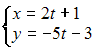 x = 2t + 1
y = -5t - 3